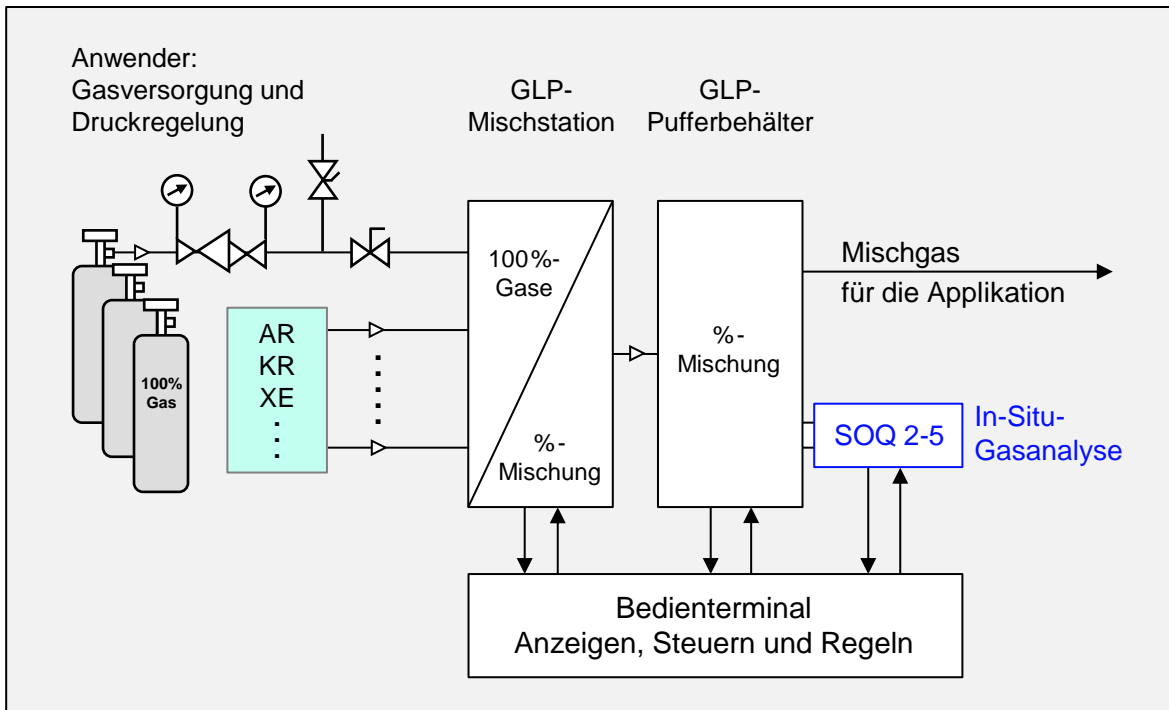 Anwender:
Gasversorgung und
Druckregelung
GLP-
Mischstation
GLP-
Pufferbehälter
100%-
Gase
%-
Mischung
%-
Mischung
Mischgas
für die Applikation
AR
KR
XE
100%
Gas
SOQ 2-5
In-Situ-
Gasanalyse
Bedienterminal
Anzeigen, Steuern und Regeln